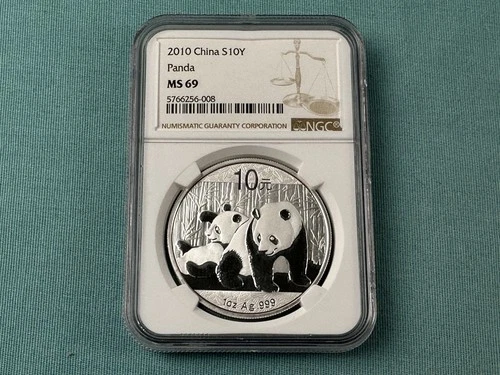 2010 China S10Y
Panda
MS 69
5766256-008
NUMISMATIC GUARANTY CORPORATION
NGC®
10元
1oz Ag .999